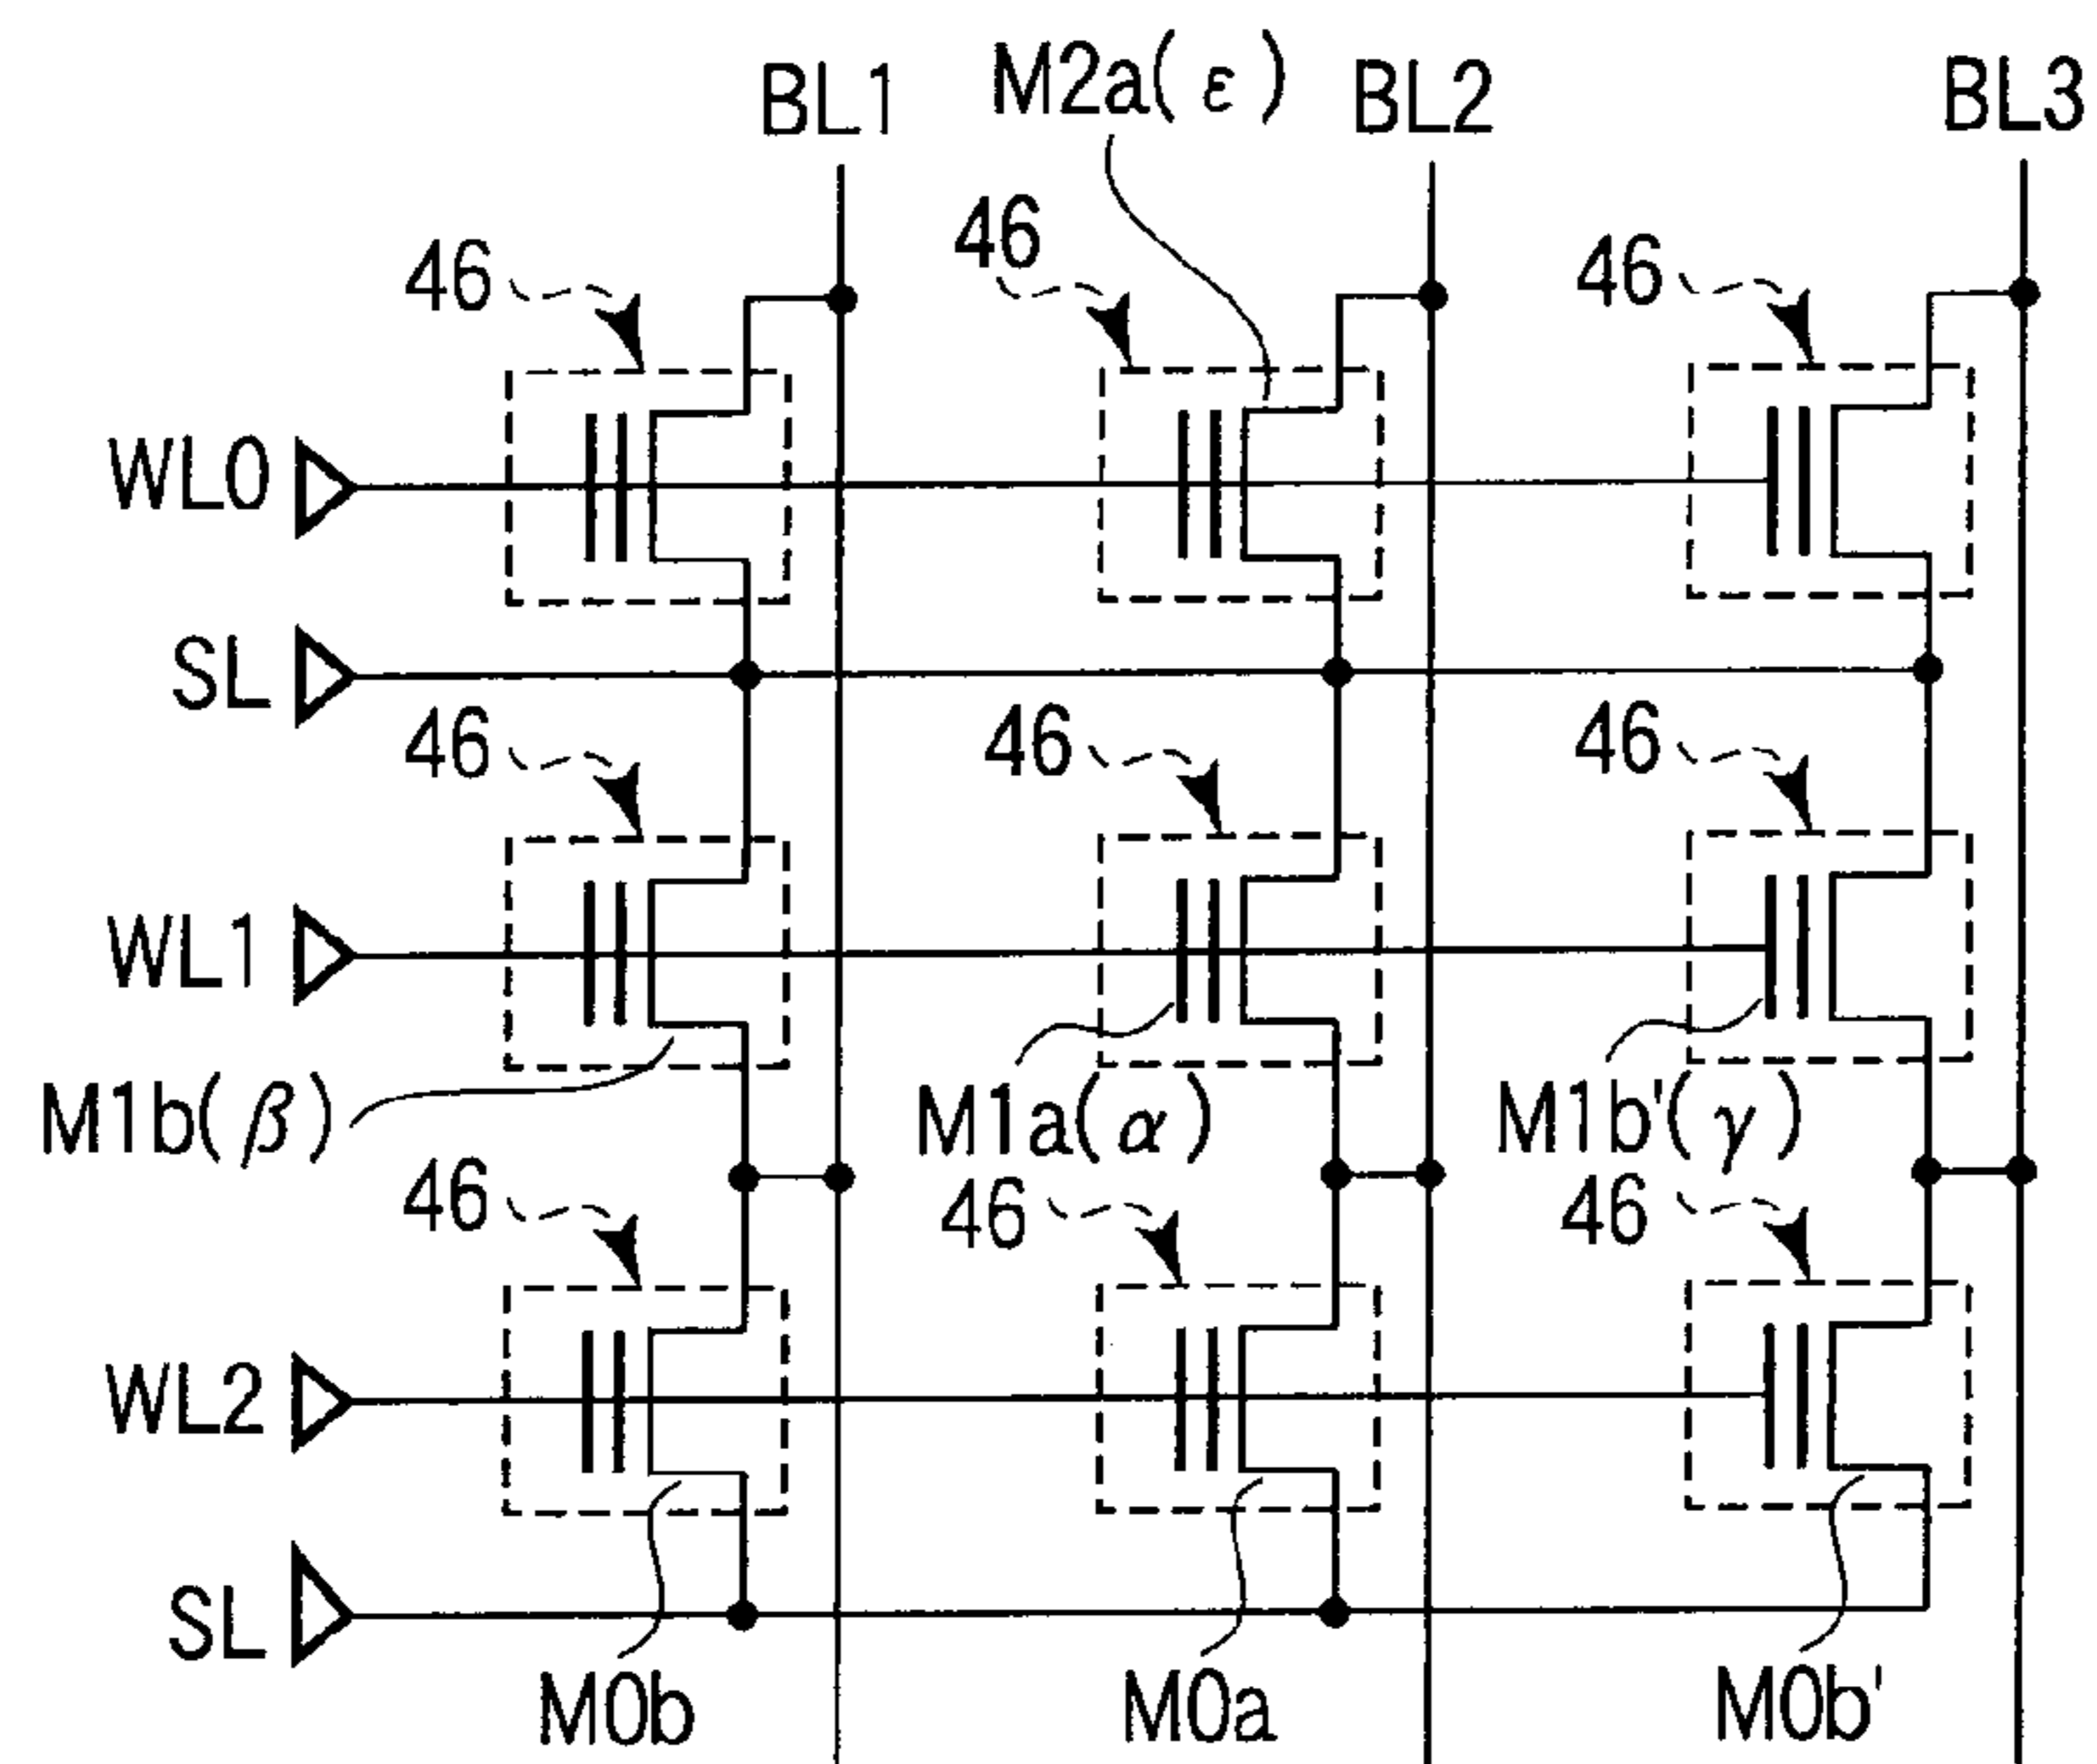 BL1
M2a(ε)
BL2
BL3
46
46
46
WL0
SL
46
46
46
WL1
M1b(β)
M1a(α)
M1b'(γ)
46
46
46
WL2
SL
M0b
M0a
M0b'